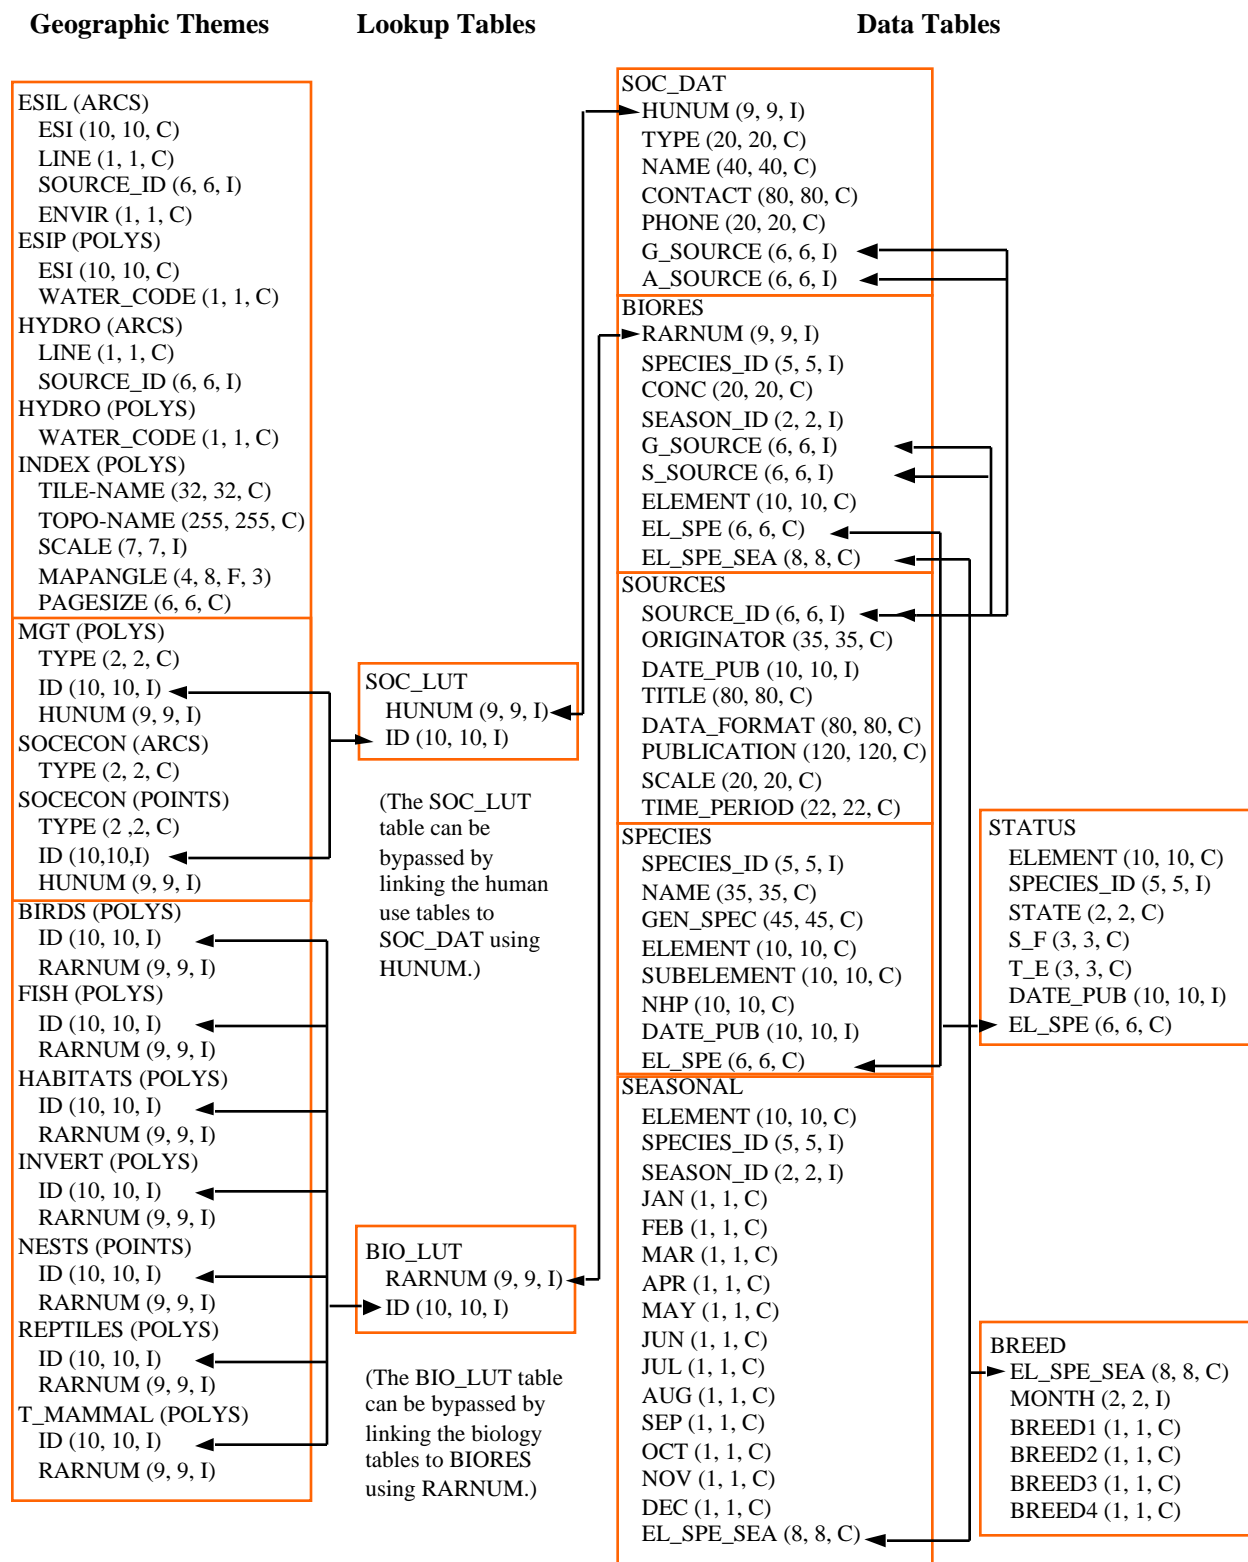 Geographic Themes
Lookup Tables
Data Tables
ESIL (ARCS)
ESI (10, 10, C)
LINE (1, 1, C)
SOURCE_ID (6, 6, I)
ENVIR (1, 1, C)
ESIP (POLYS)
ESI (10, 10, C)
WATER_CODE (1, 1, C)
HYDRO (ARCS)
LINE (1, 1, C)
SOURCE_ID (6, 6, I)
HYDRO (POLYS)
WATER_CODE (1, 1, C)
INDEX (POLYS)
TILE-NAME (32, 32, C)
TOPO-NAME (255, 255, C)
SCALE (7, 7, I)
MAPANGLE (4, 8, F, 3)
PAGESIZE (6, 6, C)
MGT (POLYS)
TYPE (2, 2, C)
ID (10, 10, I)
HUNUM (9, 9, I)
SOCECON (ARCS)
TYPE (2, 2, C)
SOCECON (POINTS)
TYPE (2 ,2, C)
ID (10,10,I)
HUNUM (9, 9, I)
BIRDS (POLYS)
ID (10, 10, I)
RARNUM (9, 9, I)
FISH (POLYS)
ID (10, 10, I)
RARNUM (9, 9, I)
HABITATS (POLYS)
ID (10, 10, I)
RARNUM (9, 9, I)
INVERT (POLYS)
ID (10, 10, I)
RARNUM (9, 9, I)
NESTS (POINTS)
ID (10, 10, I)
RARNUM (9, 9, I)
REPTILES (POLYS)
ID (10, 10, I)
RARNUM (9, 9, I)
T_MAMMAL (POLYS)
ID (10, 10, I)
RARNUM (9, 9, I)
SOC_LUT
HUNUM (9, 9, I)
ID (10, 10, I)
(The SOC_LUT
table can be
bypassed by
linking the human
use tables to
SOC_DAT using
HUNUM.)
BIO_LUT
RARNUM (9, 9, I)
ID (10, 10, I)
(The BIO_LUT table
can be bypassed by
linking the biology
tables to BIORES
using RARNUM.)
SOC_DAT
HUNUM (9, 9, I)
TYPE (20, 20, C)
NAME (40, 40, C)
CONTACT (80, 80, C)
PHONE (20, 20, C)
G_SOURCE (6, 6, I)
A_SOURCE (6, 6, I)
BIORES
RARNUM (9, 9, I)
SPECIES_ID (5, 5, I)
CONC (20, 20, C)
SEASON_ID (2, 2, I)
G_SOURCE (6, 6, I)
S_SOURCE (6, 6, I)
ELEMENT (10, 10, C)
EL_SPE (6, 6, C)
EL_SPE_SEA (8, 8, C)
SOURCES
SOURCE_ID (6, 6, I)
ORIGINATOR (35, 35, C)
DATE_PUB (10, 10, I)
TITLE (80, 80, C)
DATA_FORMAT (80, 80, C)
PUBLICATION (120, 120, C)
SCALE (20, 20, C)
TIME_PERIOD (22, 22, C)
SPECIES
SPECIES_ID (5, 5, I)
NAME (35, 35, C)
GEN_SPEC (45, 45, C)
ELEMENT (10, 10, C)
SUBELEMENT (10, 10, C)
NHP (10, 10, C)
DATE_PUB (10, 10, I)
EL_SPE (6, 6, C)
SEASONAL
ELEMENT (10, 10, C)
SPECIES_ID (5, 5, I)
SEASON_ID (2, 2, I)
JAN (1, 1, C)
FEB (1, 1, C)
MAR (1, 1, C)
APR (1, 1, C)
MAY (1, 1, C)
JUN (1, 1, C)
JUL (1, 1, C)
AUG (1, 1, C)
SEP (1, 1, C)
OCT (1, 1, C)
NOV (1, 1, C)
DEC (1, 1, C)
EL_SPE_SEA (8, 8, C)
STATUS
ELEMENT (10, 10, C)
SPECIES_ID (5, 5, I)
STATE (2, 2, C)
S_F (3, 3, C)
T_E (3, 3, C)
DATE_PUB (10, 10, I)
EL_SPE (6, 6, C)
BREED
EL_SPE_SEA (8, 8, C)
MONTH (2, 2, I)
BREED1 (1, 1, C)
BREED2 (1, 1, C)
BREED3 (1, 1, C)
BREED4 (1, 1, C)